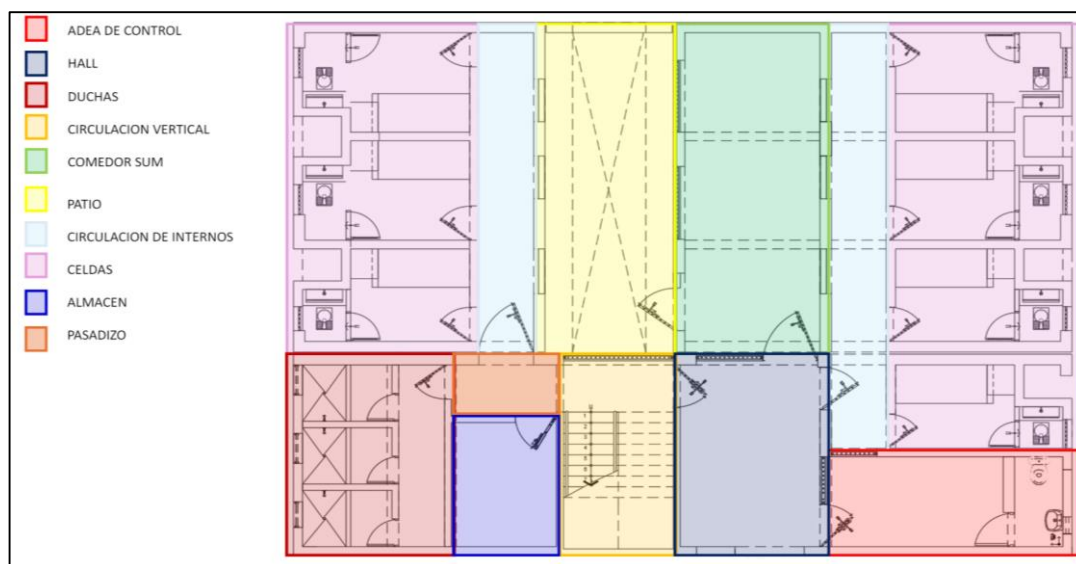 ADEA DE CONTROL
HALL
DUCHAS
CIRCULACION VERTICAL
COMEDOR SUM
PATIO
CIRCULACION DE INTERNOS
CELDAS
ALMACEN
PASADIZO